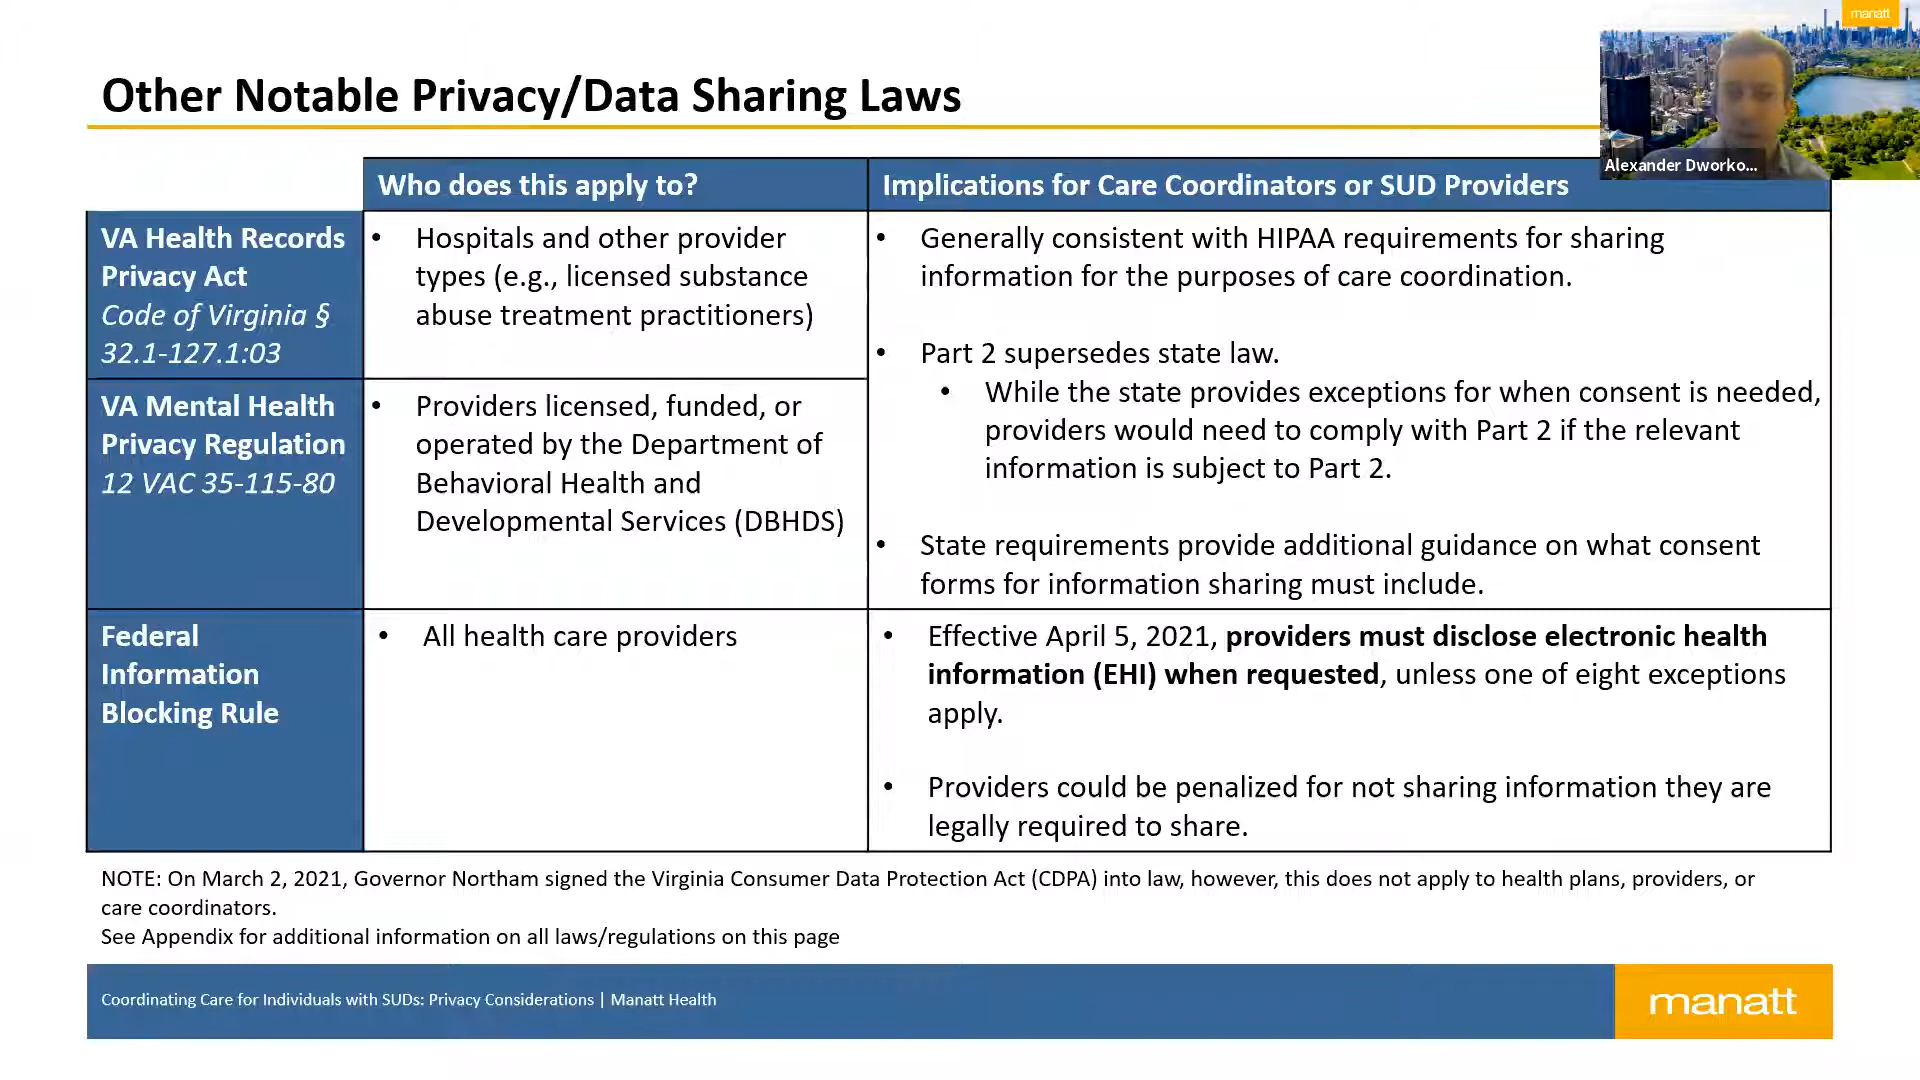 manatt
Other Notable Privacy/Data Sharing Laws
Alexander Dworko...
Who does this apply to?
Implications for Care Coordinators or SUD Providers
VA Health Records
Privacy Act
Code of Virginia §
32.1-127.1:03
• Hospitals and other provider
types (e.g., licensed substance
abuse treatment practitioners)
• Generally consistent with HIPAA requirements for sharing
information for the purposes of care coordination.
• Part 2 supersedes state law.
• While the state provides exceptions for when consent is needed,
providers would need to comply with Part 2 if the relevant
information is subject to Part 2.
• State requirements provide additional guidance on what consent
forms for information sharing must include.
VA Mental Health
Privacy Regulation
12 VAC 35-115-80
• Providers licensed, funded, or
operated by the Department of
Behavioral Health and
Developmental Services (DBHDS)
Federal
Information
Blocking Rule
• All health care providers
• Effective April 5, 2021, providers must disclose electronic health
information (EHI) when requested, unless one of eight exceptions
apply.
• Providers could be penalized for not sharing information they are
legally required to share.
NOTE: On March 2, 2021, Governor Northam signed the Virginia Consumer Data Protection Act (CDPA) into law, however, this does not apply to health plans, providers, or
care coordinators.
See Appendix for additional information on all laws/regulations on this page
Coordinating Care for Individuals with SUDs: Privacy Considerations | Manatt Health
manatt